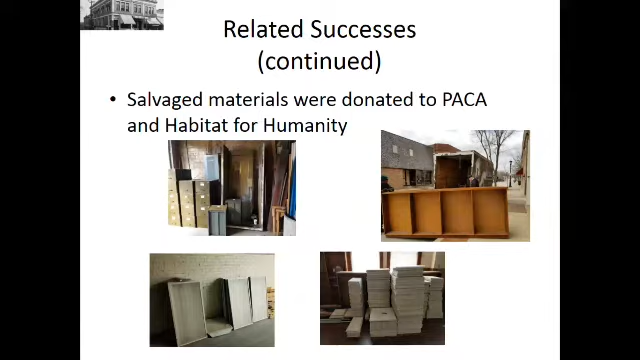 Related Successes
(continued)
• Salvaged materials were donated to PACA
and Habitat for Humanity